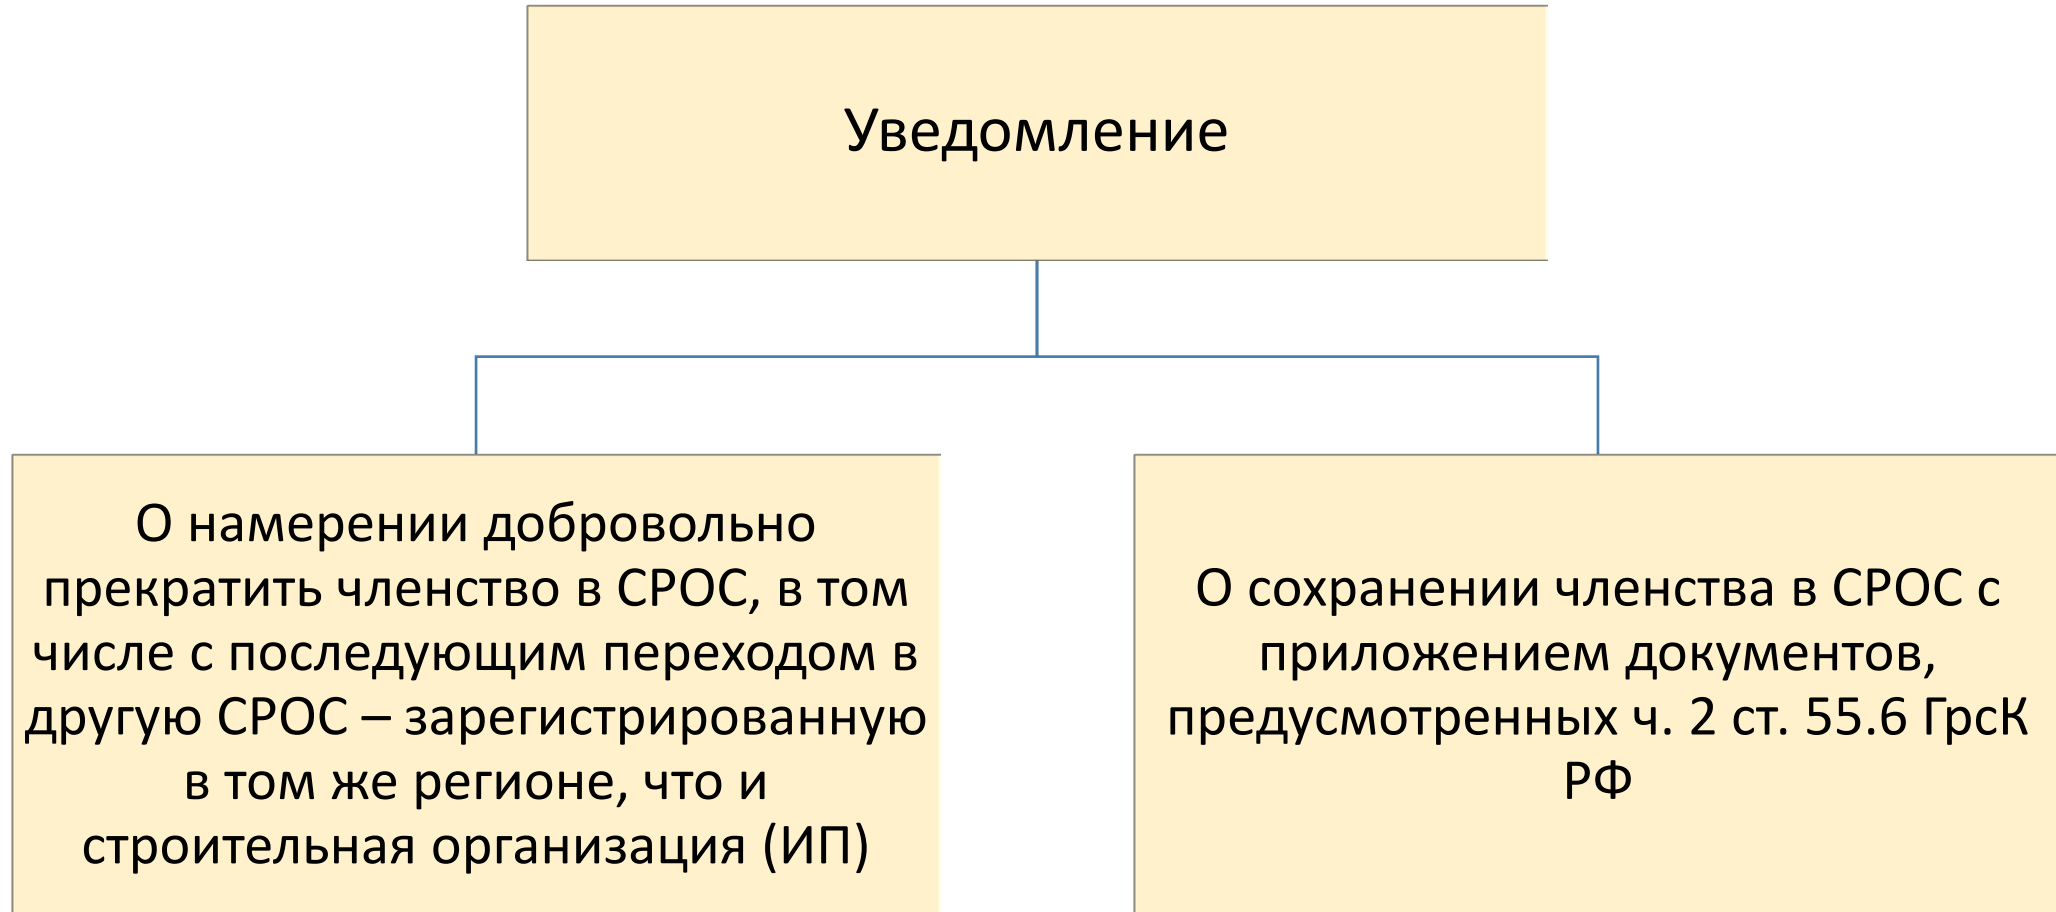 Уведомление
О намерении добровольно
прекратить членство в СРОС, в том
числе с последующим переходом в
другую СРОС – зарегистрированную
в том же регионе, что и
строительная организация (ИП)
О сохранении членства в СРОС с
приложением документов,
предусмотренных ч. 2 ст. 55.6 ГрсК
РФ